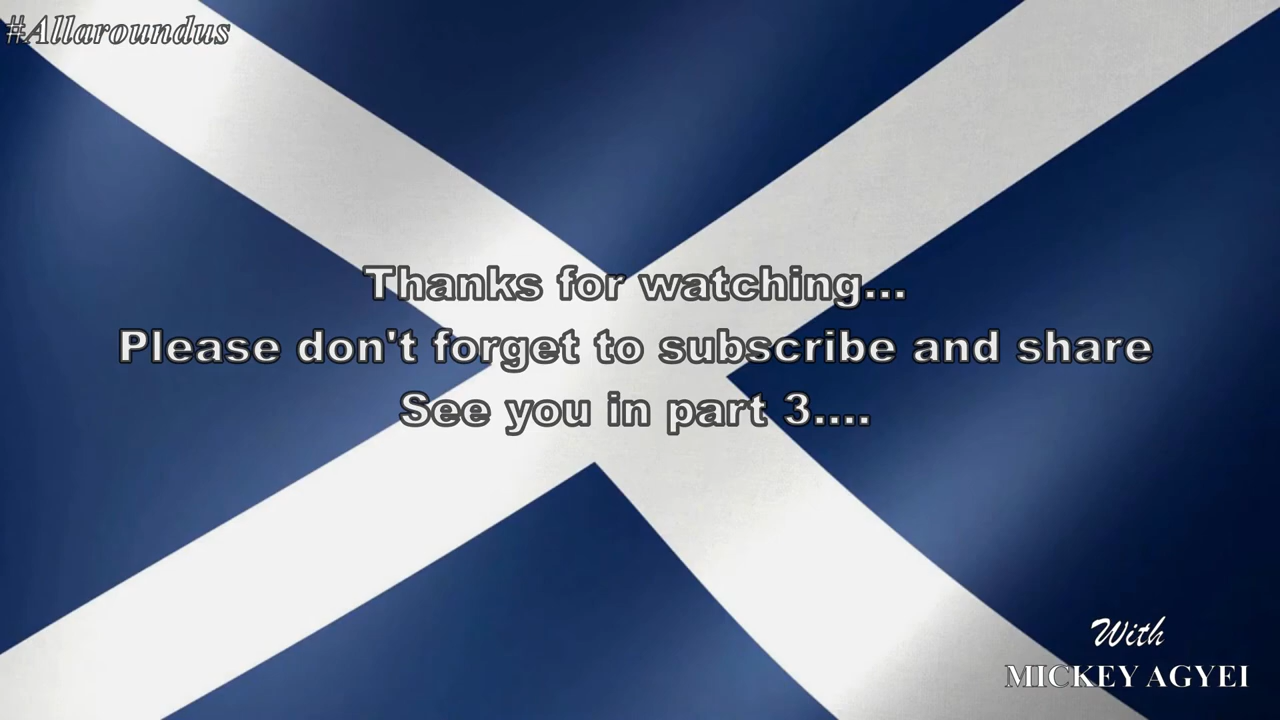 #Allaroundus
Thanks for watching...
Please don't forget to subscribe and share
See you in part 3....
With
MICKEY AGYEI